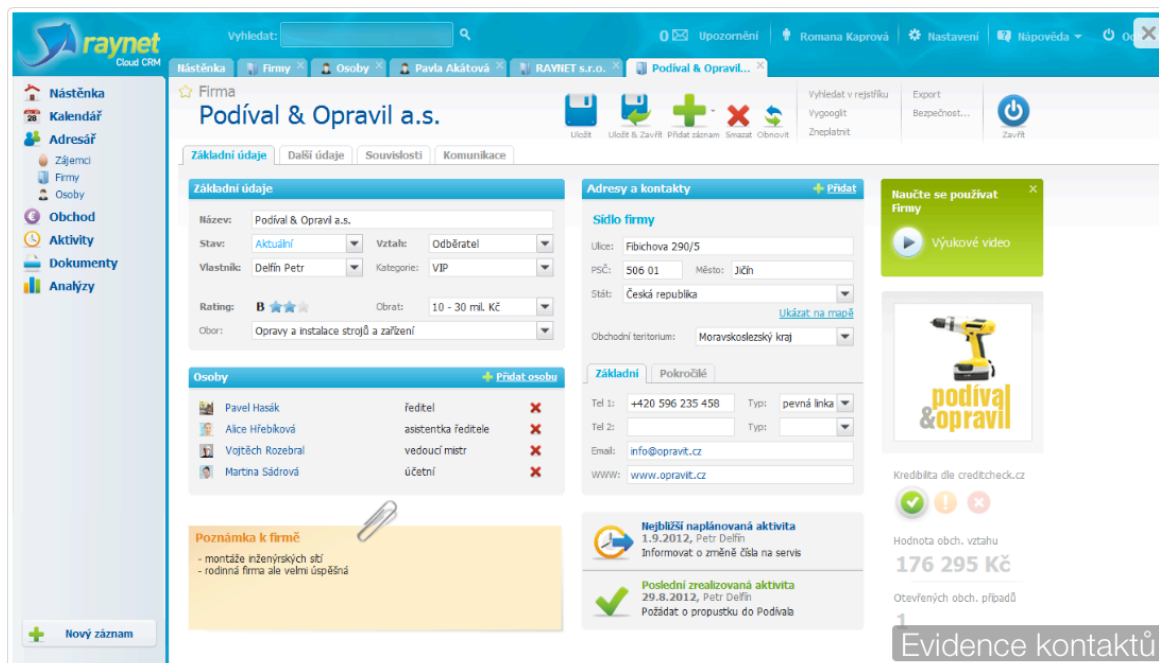 raynet
Cloud CRM
Vyhledat:
0 Upozornění
Romana Kaprová
Nastavení
Nápověda
Nástěnka
Firmy
Osoby
Pavla Akátová
RAYNET s.r.o.
Podíval & Opravil...
Nástěnka
Kalendář
Adresář
Zájemci
Firmy
Osoby
Obchod
Aktivity
Dokumenty
Analýzy
Nový záznam
Firma
Podíval & Opravil a.s.
Uložit
Uložit & Zavřít
Přidat záznam
Smazat
Obnovit
Vyhledat v rejstříku
Vygooglit
Zneplatnit
Export
Bezpečnost...
Zavřít
Základní údaje
Další údaje
Souvislosti
Komunikace
Základní údaje
Název: Podíval & Opravil a.s.
Stav: Aktuální
Vztah: Odběratel
Vlastník: Delfín Petr
Kategorie: VIP
Rating: B
Obrat: 10 - 30 mil. Kč
Obor: Opravy a instalace strojů a zařízení
Osoby
Přidat osobu
Pavel Hasák ředitel
Alice Hřebíková asistentka ředitele
Vojtěch Rozebral vedoucí mistr
Martina Sádrová účetní
Poznámka k firmě
- montáže inženýrských sítí
- rodinná firma ale velmi úspěšná
Adresy a kontakty
Přidat
Sídlo firmy
Ulice: Fibichova 290/5
PSČ: 506 01
Město: Jičín
Stát: Česká republika
Ukázat na mapě
Obchodní teritorium: Moravskoslezský kraj
Základní
Pokročilé
Tel 1: +420 596 235 458
Typ: pevná linka
Tel 2:
Typ:
Email: info@opravit.cz
WWW: www.opraviit.cz
Nejbližší naplánovaná aktivita
1.9.2012, Petr Delfín
Informovat o změně čísla na servis
Poslední zrealizovaná aktivita
29.8.2012, Petr Delfín
Požádat o propustku do Podívala
Naučte se používat
Firmy
Výukové video
podíval
&opravil
Kredibilita dle creditcheck.cz
Hodnota obch. vztahu
176 295 Kč
Otevřených obch. případů
1
Evidence kontaktů